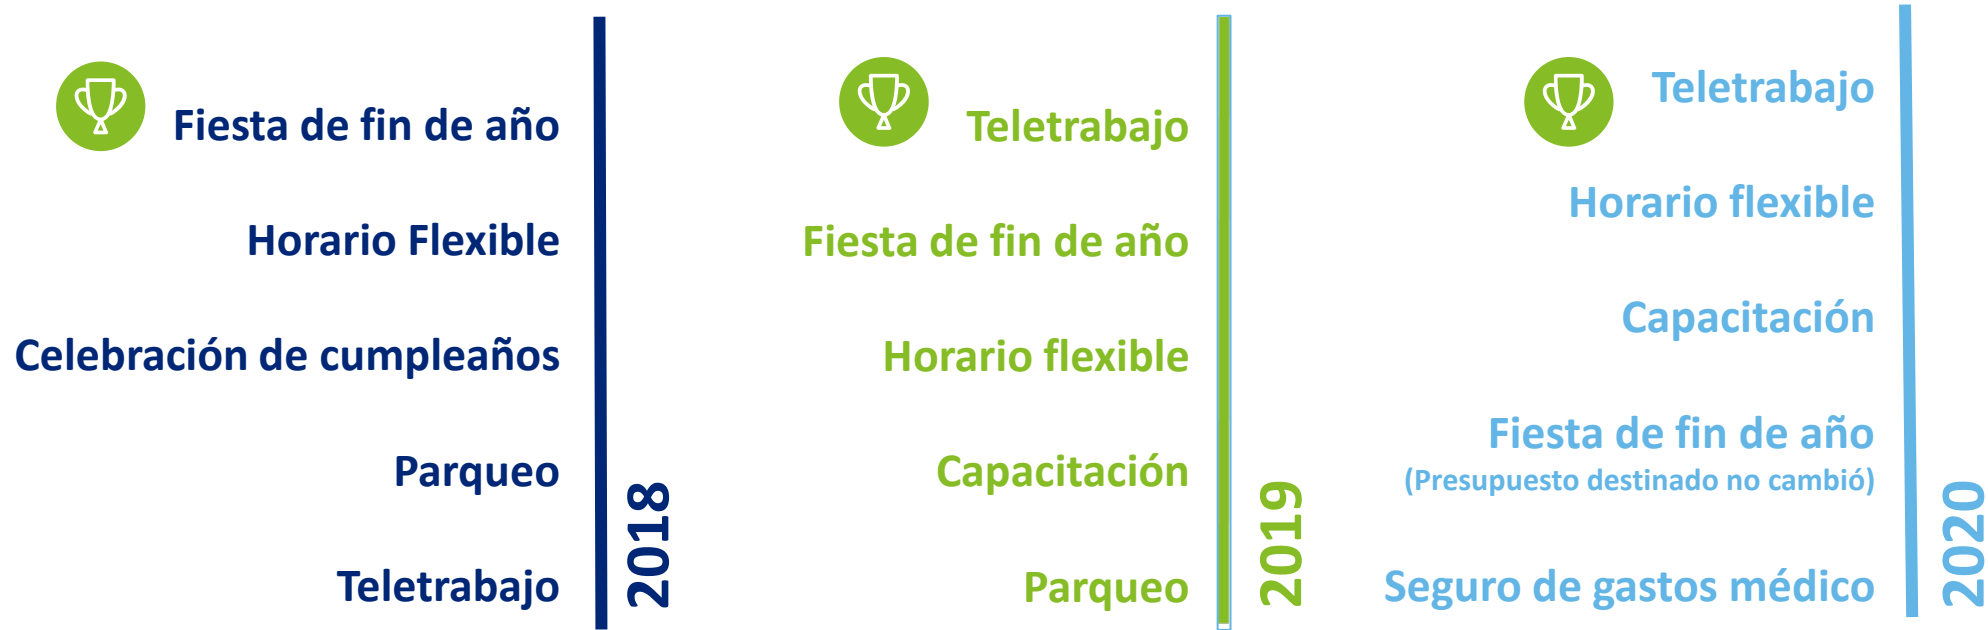 Fiesta de fin de año
Horario Flexible
Celebración de cumpleaños
Parqueo
Teletrabajo
2018
Teletrabajo
Fiesta de fin de año
Horario flexible
Capacitación
Parqueo
2019
Teletrabajo
Horario flexible
Capacitación
Fiesta de fin de año
(Presupuesto destinado no cambió)
Seguro de gastos médico
2020